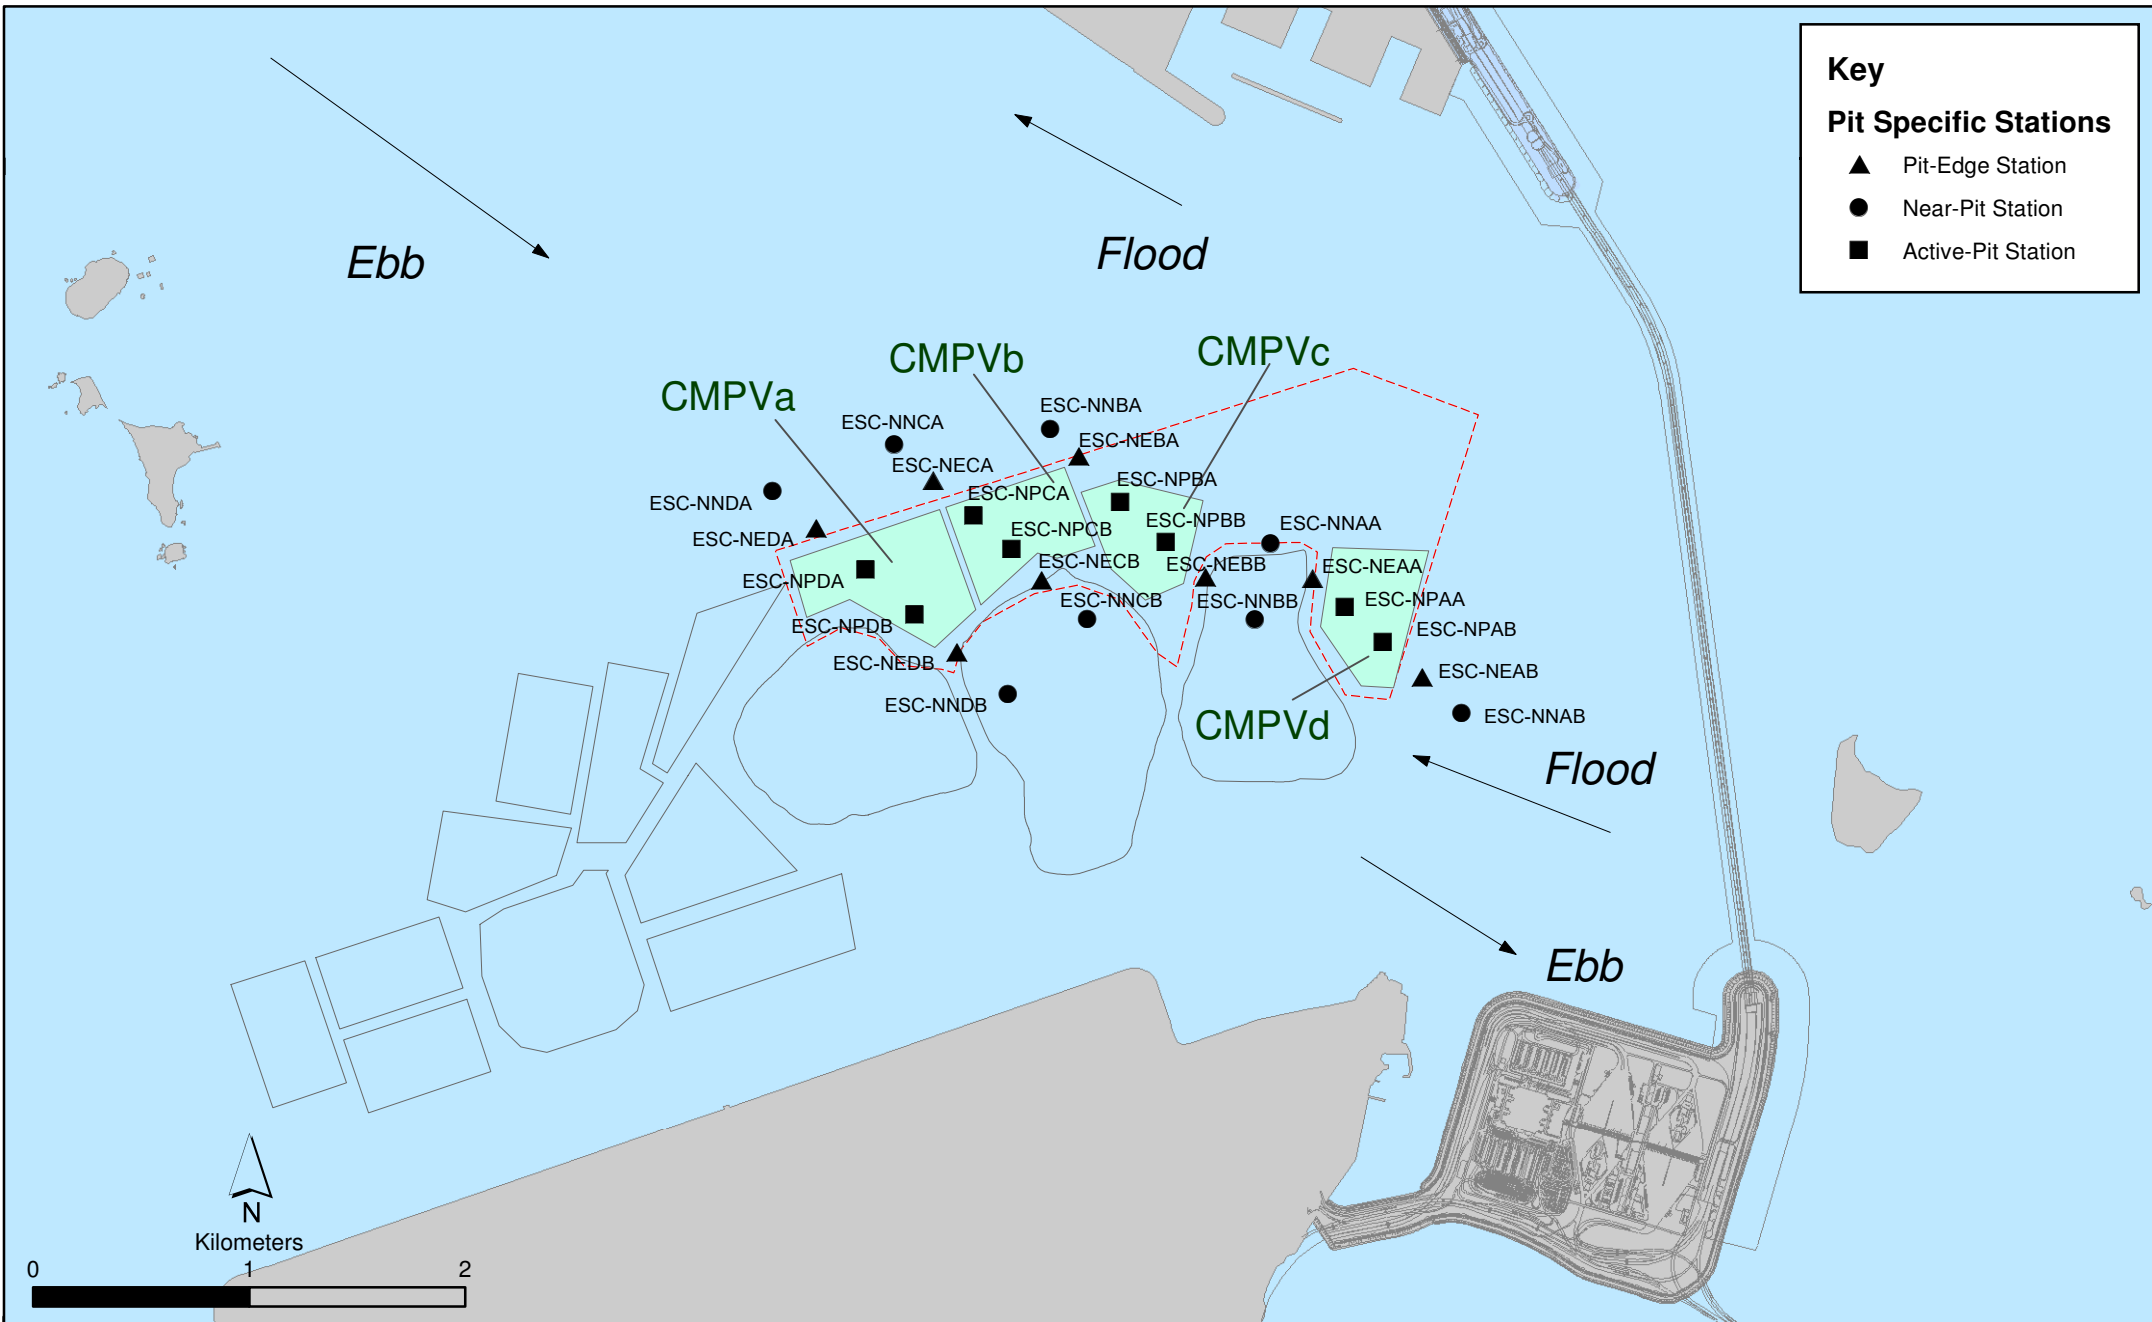 Key
Pit Specific Stations
Pit-Edge Station
Near-Pit Station
Active-Pit Station
Ebb
Flood
CMPVa
CMPVb
CMPVc
ESC-NNCA
ESC-NNBA
ESC-NEBA
ESC-NECA
ESC-NPBA
ESC-NPCA
ESC-NNDA
ESC-NPBB
ESC-NNAA
ESC-NPCB
ESC-NEDA
ESC-NECB
ESC-NEBB
ESC-NEAA
ESC-NPDA
ESC-NNCB
ESC-NNBB
ESC-NPAA
ESC-NPDB
ESC-NPAB
ESC-NEDB
ESC-NEAB
ESC-NNDB
ESC-NNAB
CMPVd
Flood
Ebb
N
Kilometers
0 1 2